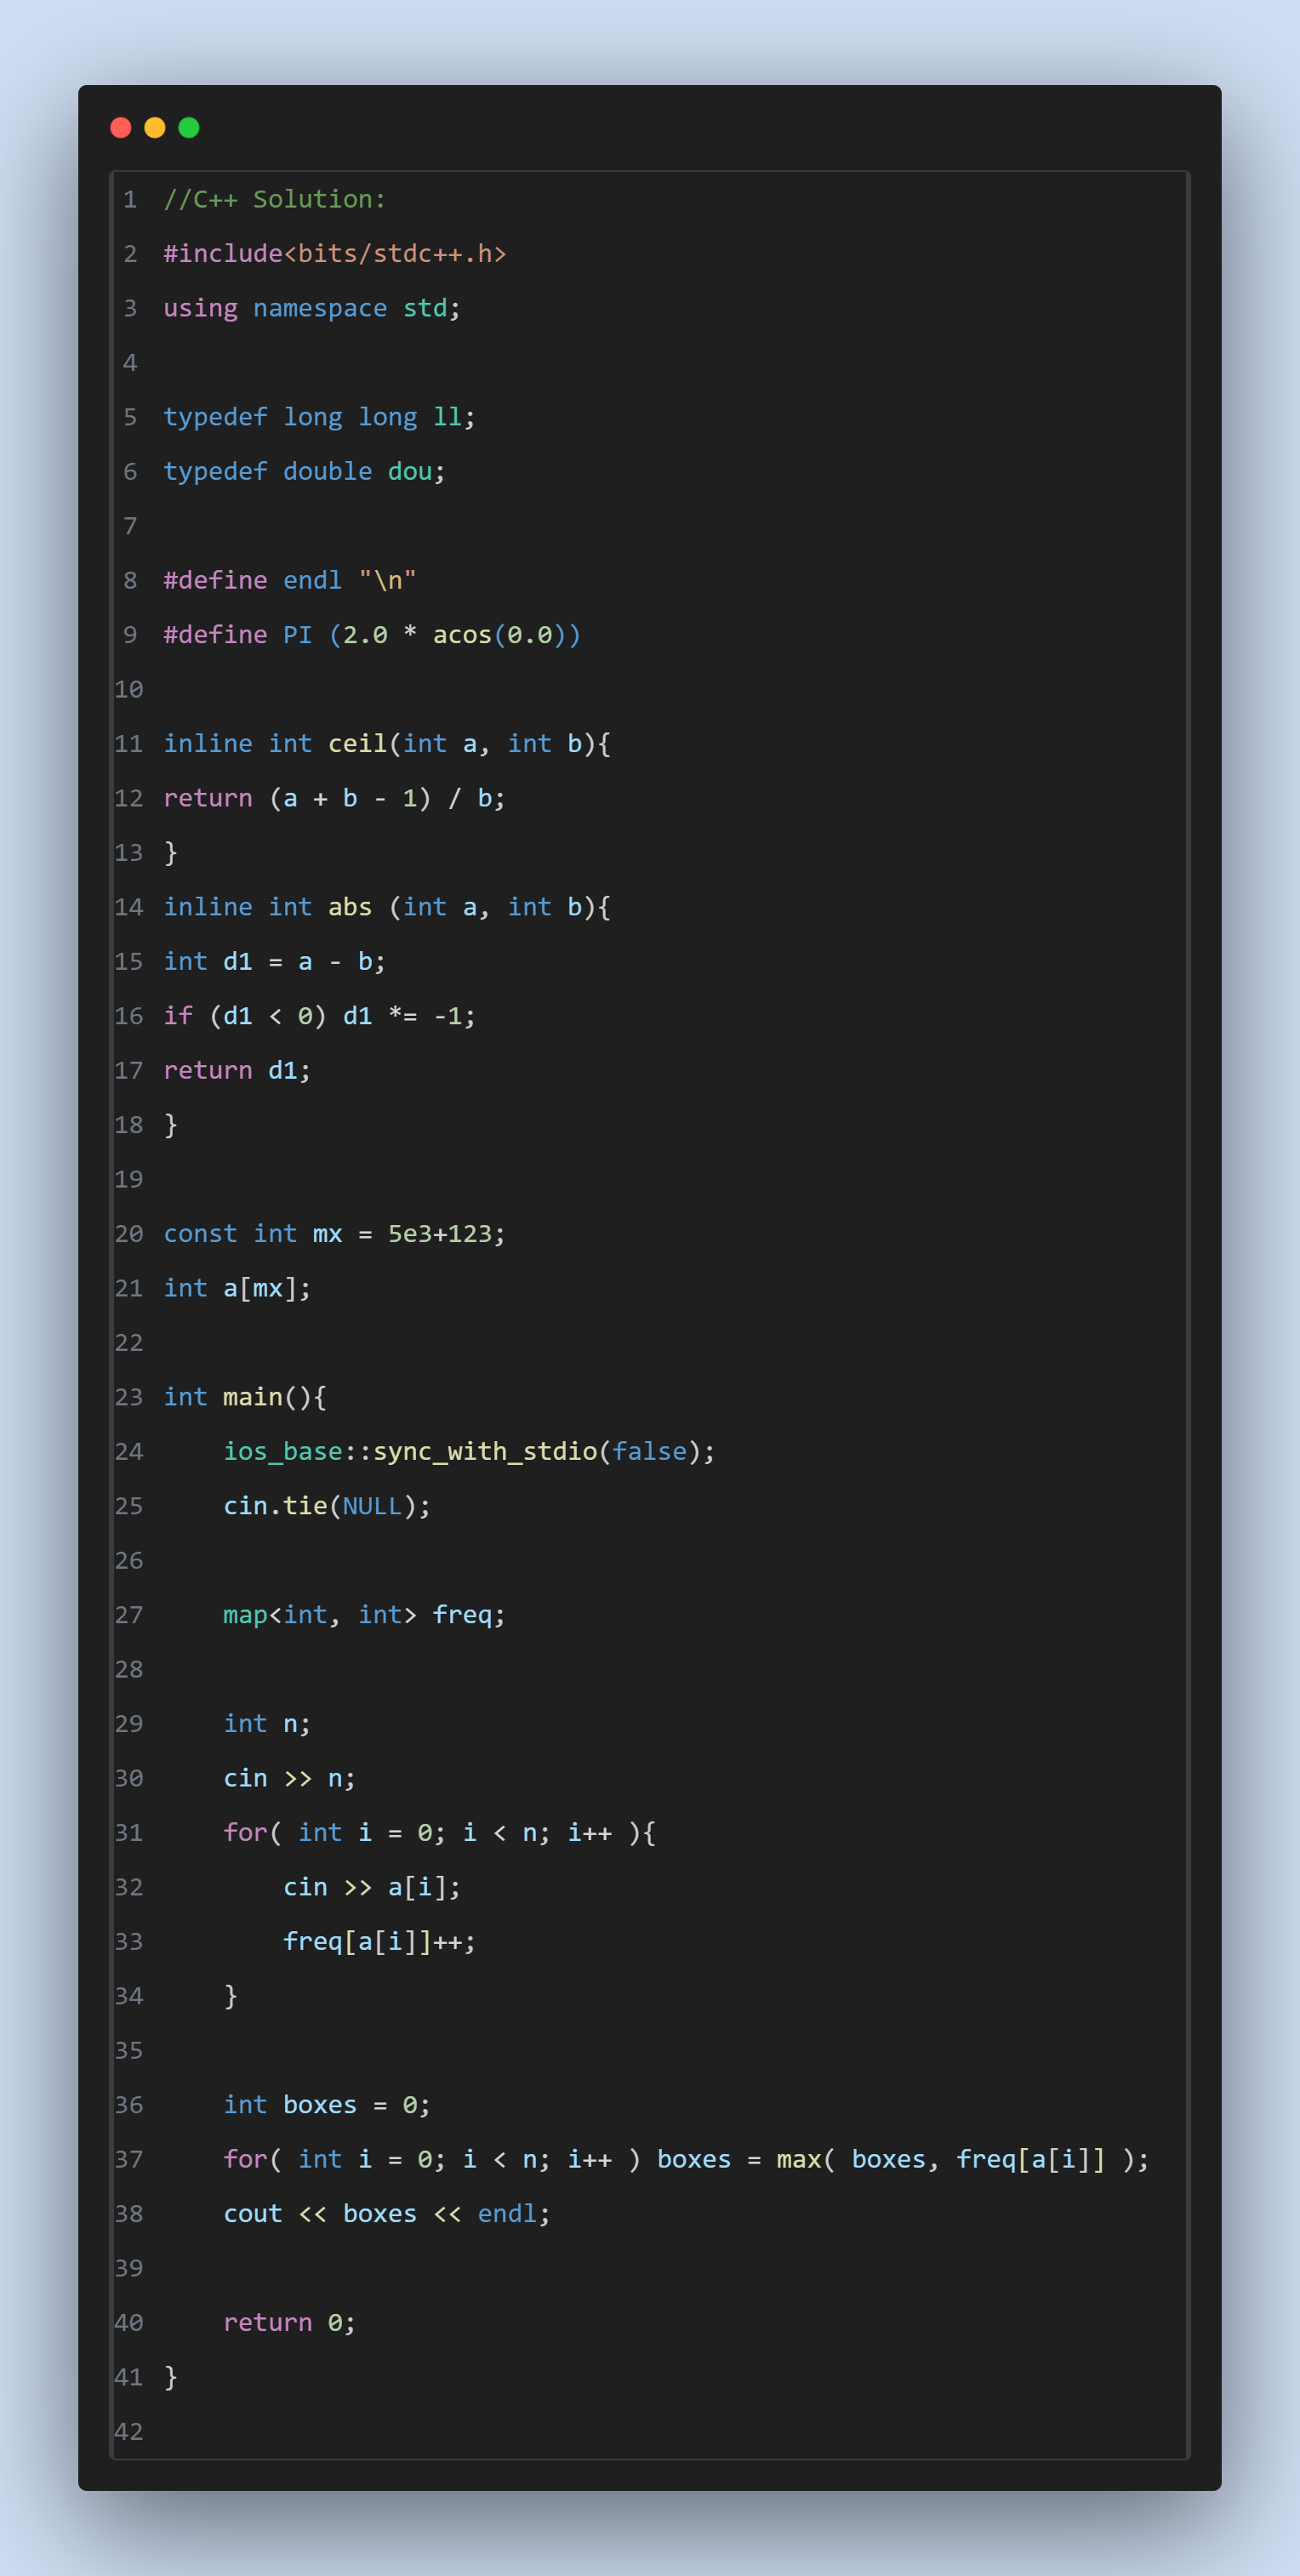 1 //C++ Solution:
2 #include<bits/stdc++.h>
3 using namespace std;
4
5 typedef long long ll;
6 typedef double dou;
7
8 #define endl "\n"
9 #define PI (2.0 * acos(0.0))
10
11 inline int ceil(int a, int b){
12 return (a + b - 1) / b;
13 }
14 inline int abs (int a, int b){
15 int d1 = a - b;
16 if (d1 < 0) d1 *= -1;
17 return d1;
18 }
19
20 const int mx = 5e3+123;
21 int a[mx];
22
23 int main(){
24     ios_base::sync_with_stdio(false);
25     cin.tie(NULL);
26
27     map<int, int> freq;
28
29     int n;
30     cin >> n;
31     for( int i = 0; i < n; i++ ){
32         cin >> a[i];
33         freq[a[i]]++;
34     }
35
36     int boxes = 0;
37     for( int i = 0; i < n; i++ ) boxes = max( boxes, freq[a[i]] );
38     cout << boxes << endl;
39
40     return 0;
41 }
42